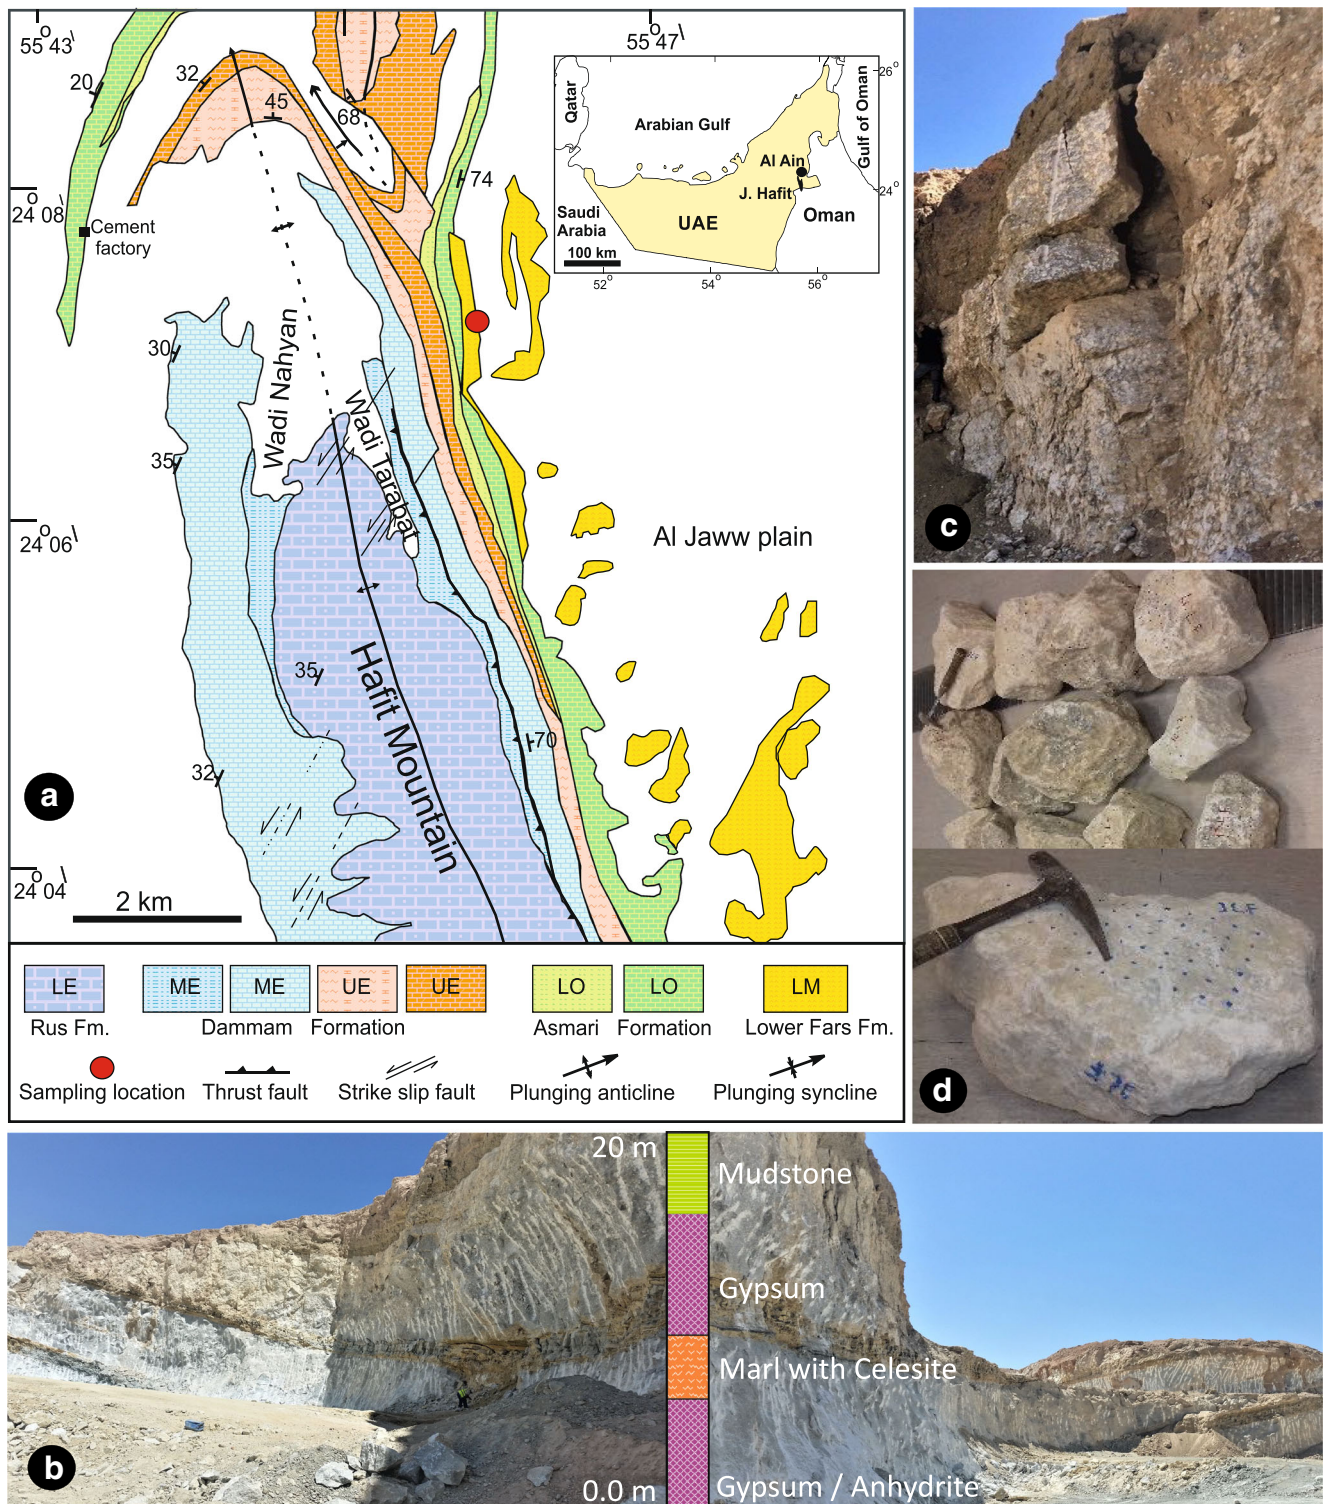 55 43\
o
55 47\
o
20
32
45
68
74
24 08\
o
Cement
factory
30
35
Wadi Nahyan
Wadi Tarabat
24 06\
o
Al Jaww plain
35
Hafit Mountain
70
32
24 04\
o
2 km
a
Qatar
Arabian Gulf
Gulf of Oman
26°
Al Ain
J. Hafit
24°
Saudi
Arabia
UAE
Oman
100 km
52°
54°
56°
LE
ME
ME
UE
UE
LO
LO
LM
Rus Fm.
Dammam Formation
Asmari Formation
Lower Fars Fm.
Sampling location
Thrust fault
Strike slip fault
Plunging anticline
Plunging syncline
c
d
20 m
Mudstone
Gypsum
Marl with Celesite
Gypsum / Anhydrite
0.0 m
b